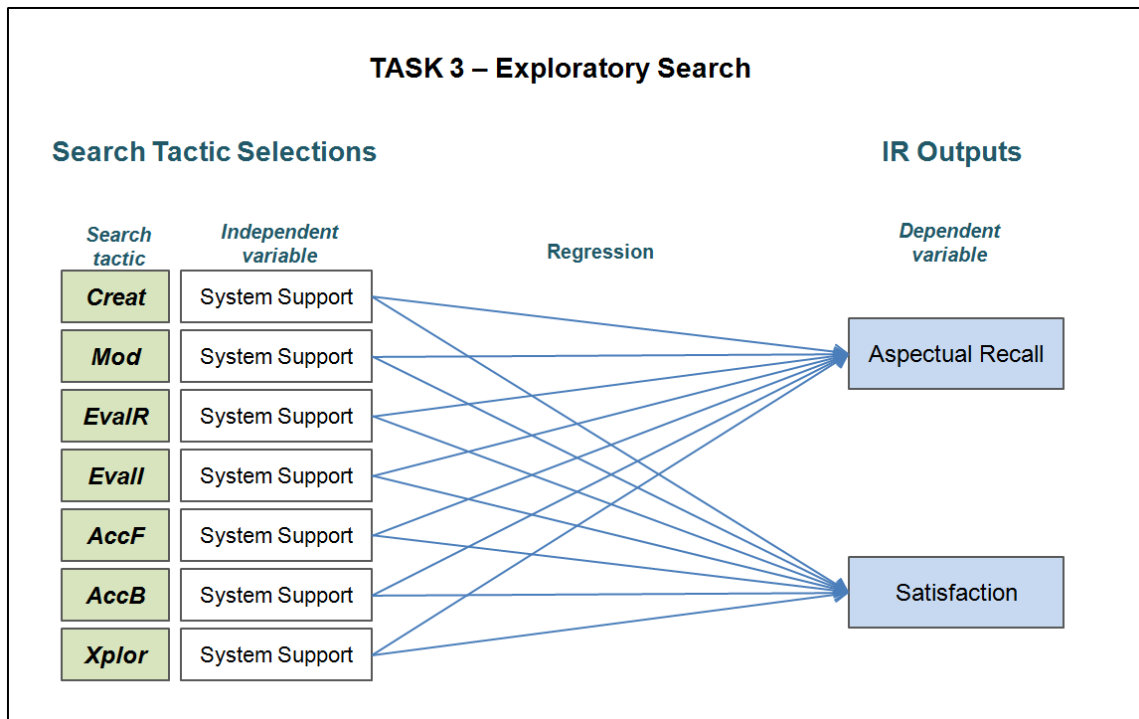 TASK 3 – Exploratory Search
Search Tactic Selections
IR Outputs
Search
tactic
Independent
variable
Regression
Dependent
variable
Creat
System Support
Mod
System Support
EvalR
System Support
EvalI
System Support
AccF
System Support
AccB
System Support
Xplor
System Support
Aspectual Recall
Satisfaction